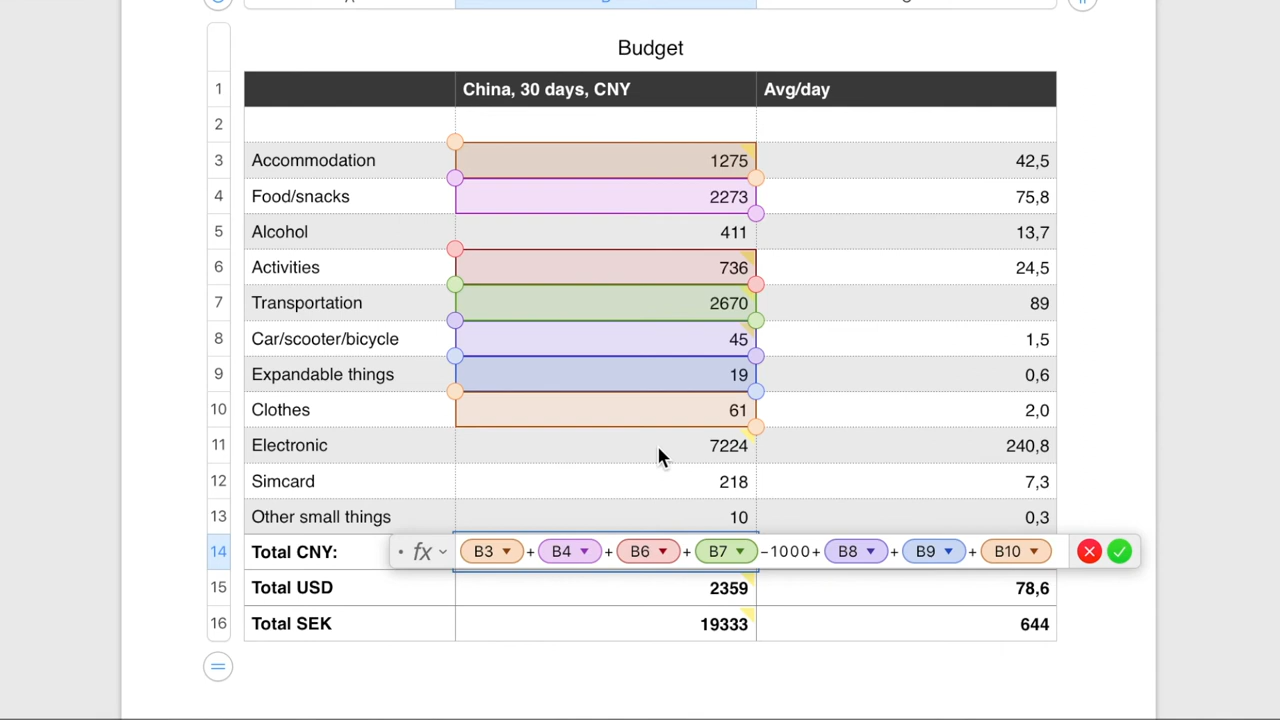 Budget
1 China, 30 days, CNY Avg/day
2
3 Accommodation 1275 42,5
4 Food/snacks 2273 75,8
5 Alcohol 411 13,7
6 Activities 736 24,5
7 Transportation 2670 89
8 Car/scooter/bicycle 45 1,5
9 Expandable things 19 0,6
10 Clothes 61 2,0
11 Electronic 7224 240,8
12 Simcard 218 7,3
13 Other small things 10 0,3
14 Total CNY: fx B3 + B4 + B6 + B7 −1000+ B8 + B9 + B10
15 Total USD 2359 78,6
16 Total SEK 19333 644